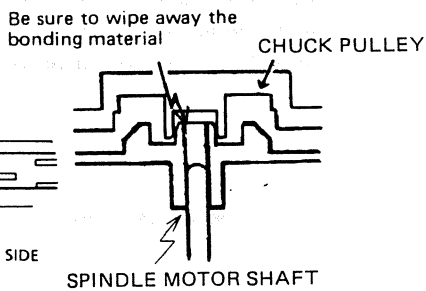 Be sure to wipe away the
bonding material
CHUCK PULLEY
SIDE
SPINDLE MOTOR SHAFT